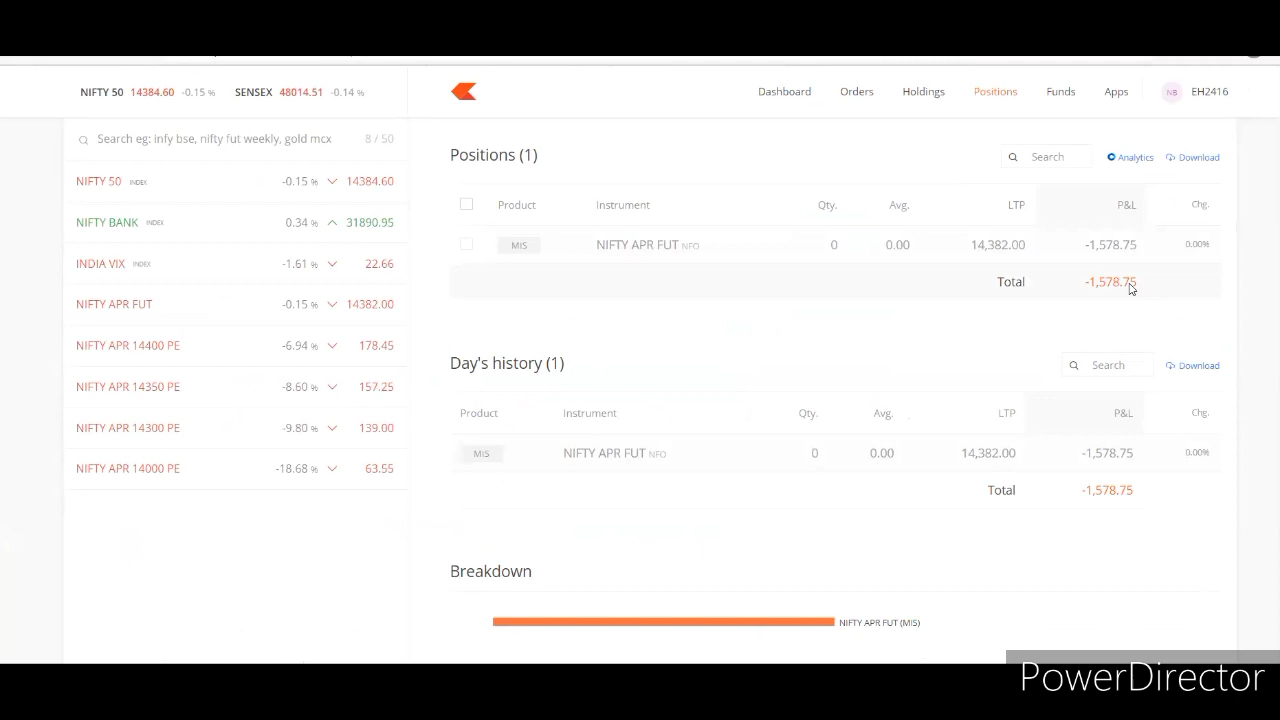 NIFTY 50 14384.60 -0.15 % SENSEX 48014.51 -0.14 %
Dashboard Orders Holdings Positions Funds Apps NB EH2416
Search eg: infy bse, nifty fut weekly, gold mcx 8 / 50
NIFTY 50 INDEX -0.15 % 14384.60
NIFTY BANK INDEX 0.34 % 31890.95
INDIA VIX INDEX -1.61 % 22.66
NIFTY APR FUT -0.15 % 14382.00
NIFTY APR 14400 PE -6.94 % 178.45
NIFTY APR 14350 PE -8.60 % 157.25
NIFTY APR 14300 PE -9.80 % 139.00
NIFTY APR 14000 PE -18.68 % 63.55
Positions (1) Search Analytics Download
Product Instrument Qty. Avg. LTP P&L Chg.
MIS NIFTY APR FUT NFO 0 0.00 14,382.00 -1,578.75 0.00%
Total -1,578.75
Day's history (1) Search Download
Product Instrument Qty. Avg. LTP P&L Chg.
MIS NIFTY APR FUT NFO 0 0.00 14,382.00 -1,578.75 0.00%
Total -1,578.75
Breakdown
NIFTY APR FUT (MIS)
PowerDirector